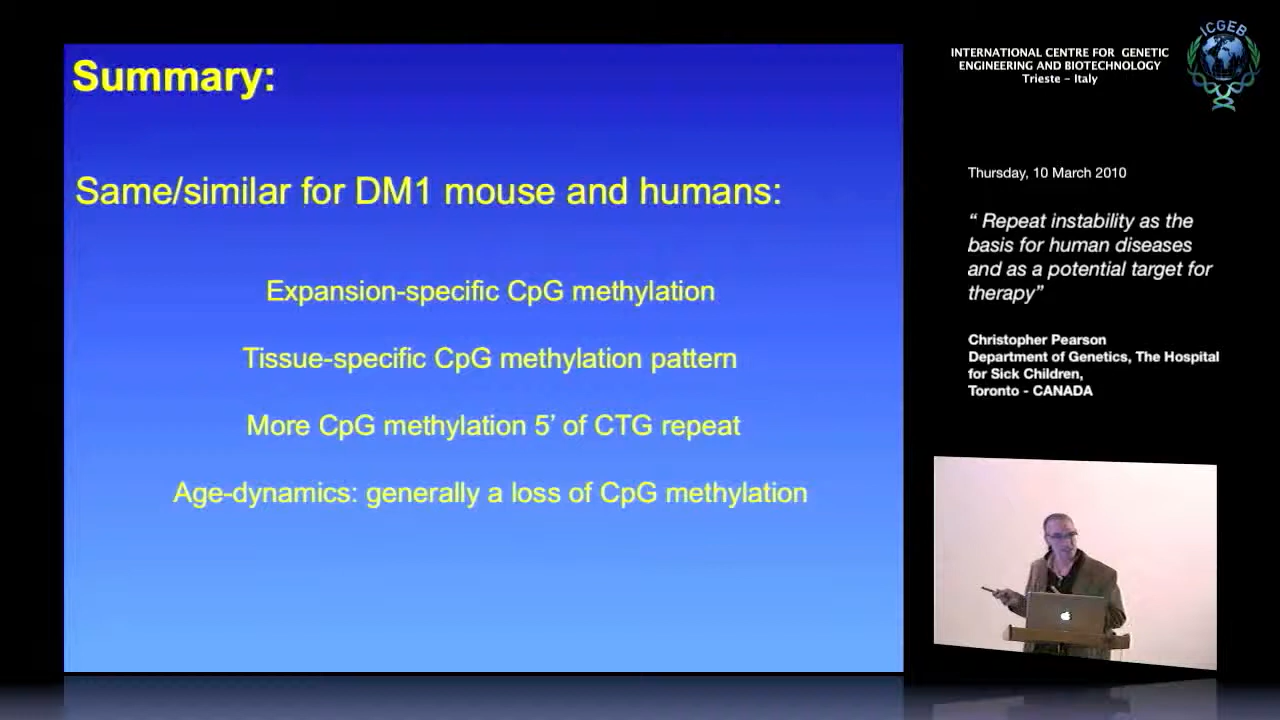 Summary:
Same/similar for DM1 mouse and humans:
Expansion-specific CpG methylation
Tissue-specific CpG methylation pattern
More CpG methylation 5’ of CTG repeat
Age-dynamics: generally a loss of CpG methylation
INTERNATIONAL CENTRE FOR GENETIC
ENGINEERING AND BIOTECHNOLOGY
Trieste - Italy
ICGEB
Thursday, 10 March 2010
“ Repeat instability as the
basis for human diseases
and as a potential target for
therapy”
Christopher Pearson
Department of Genetics, The Hospital
for Sick Children,
Toronto - CANADA